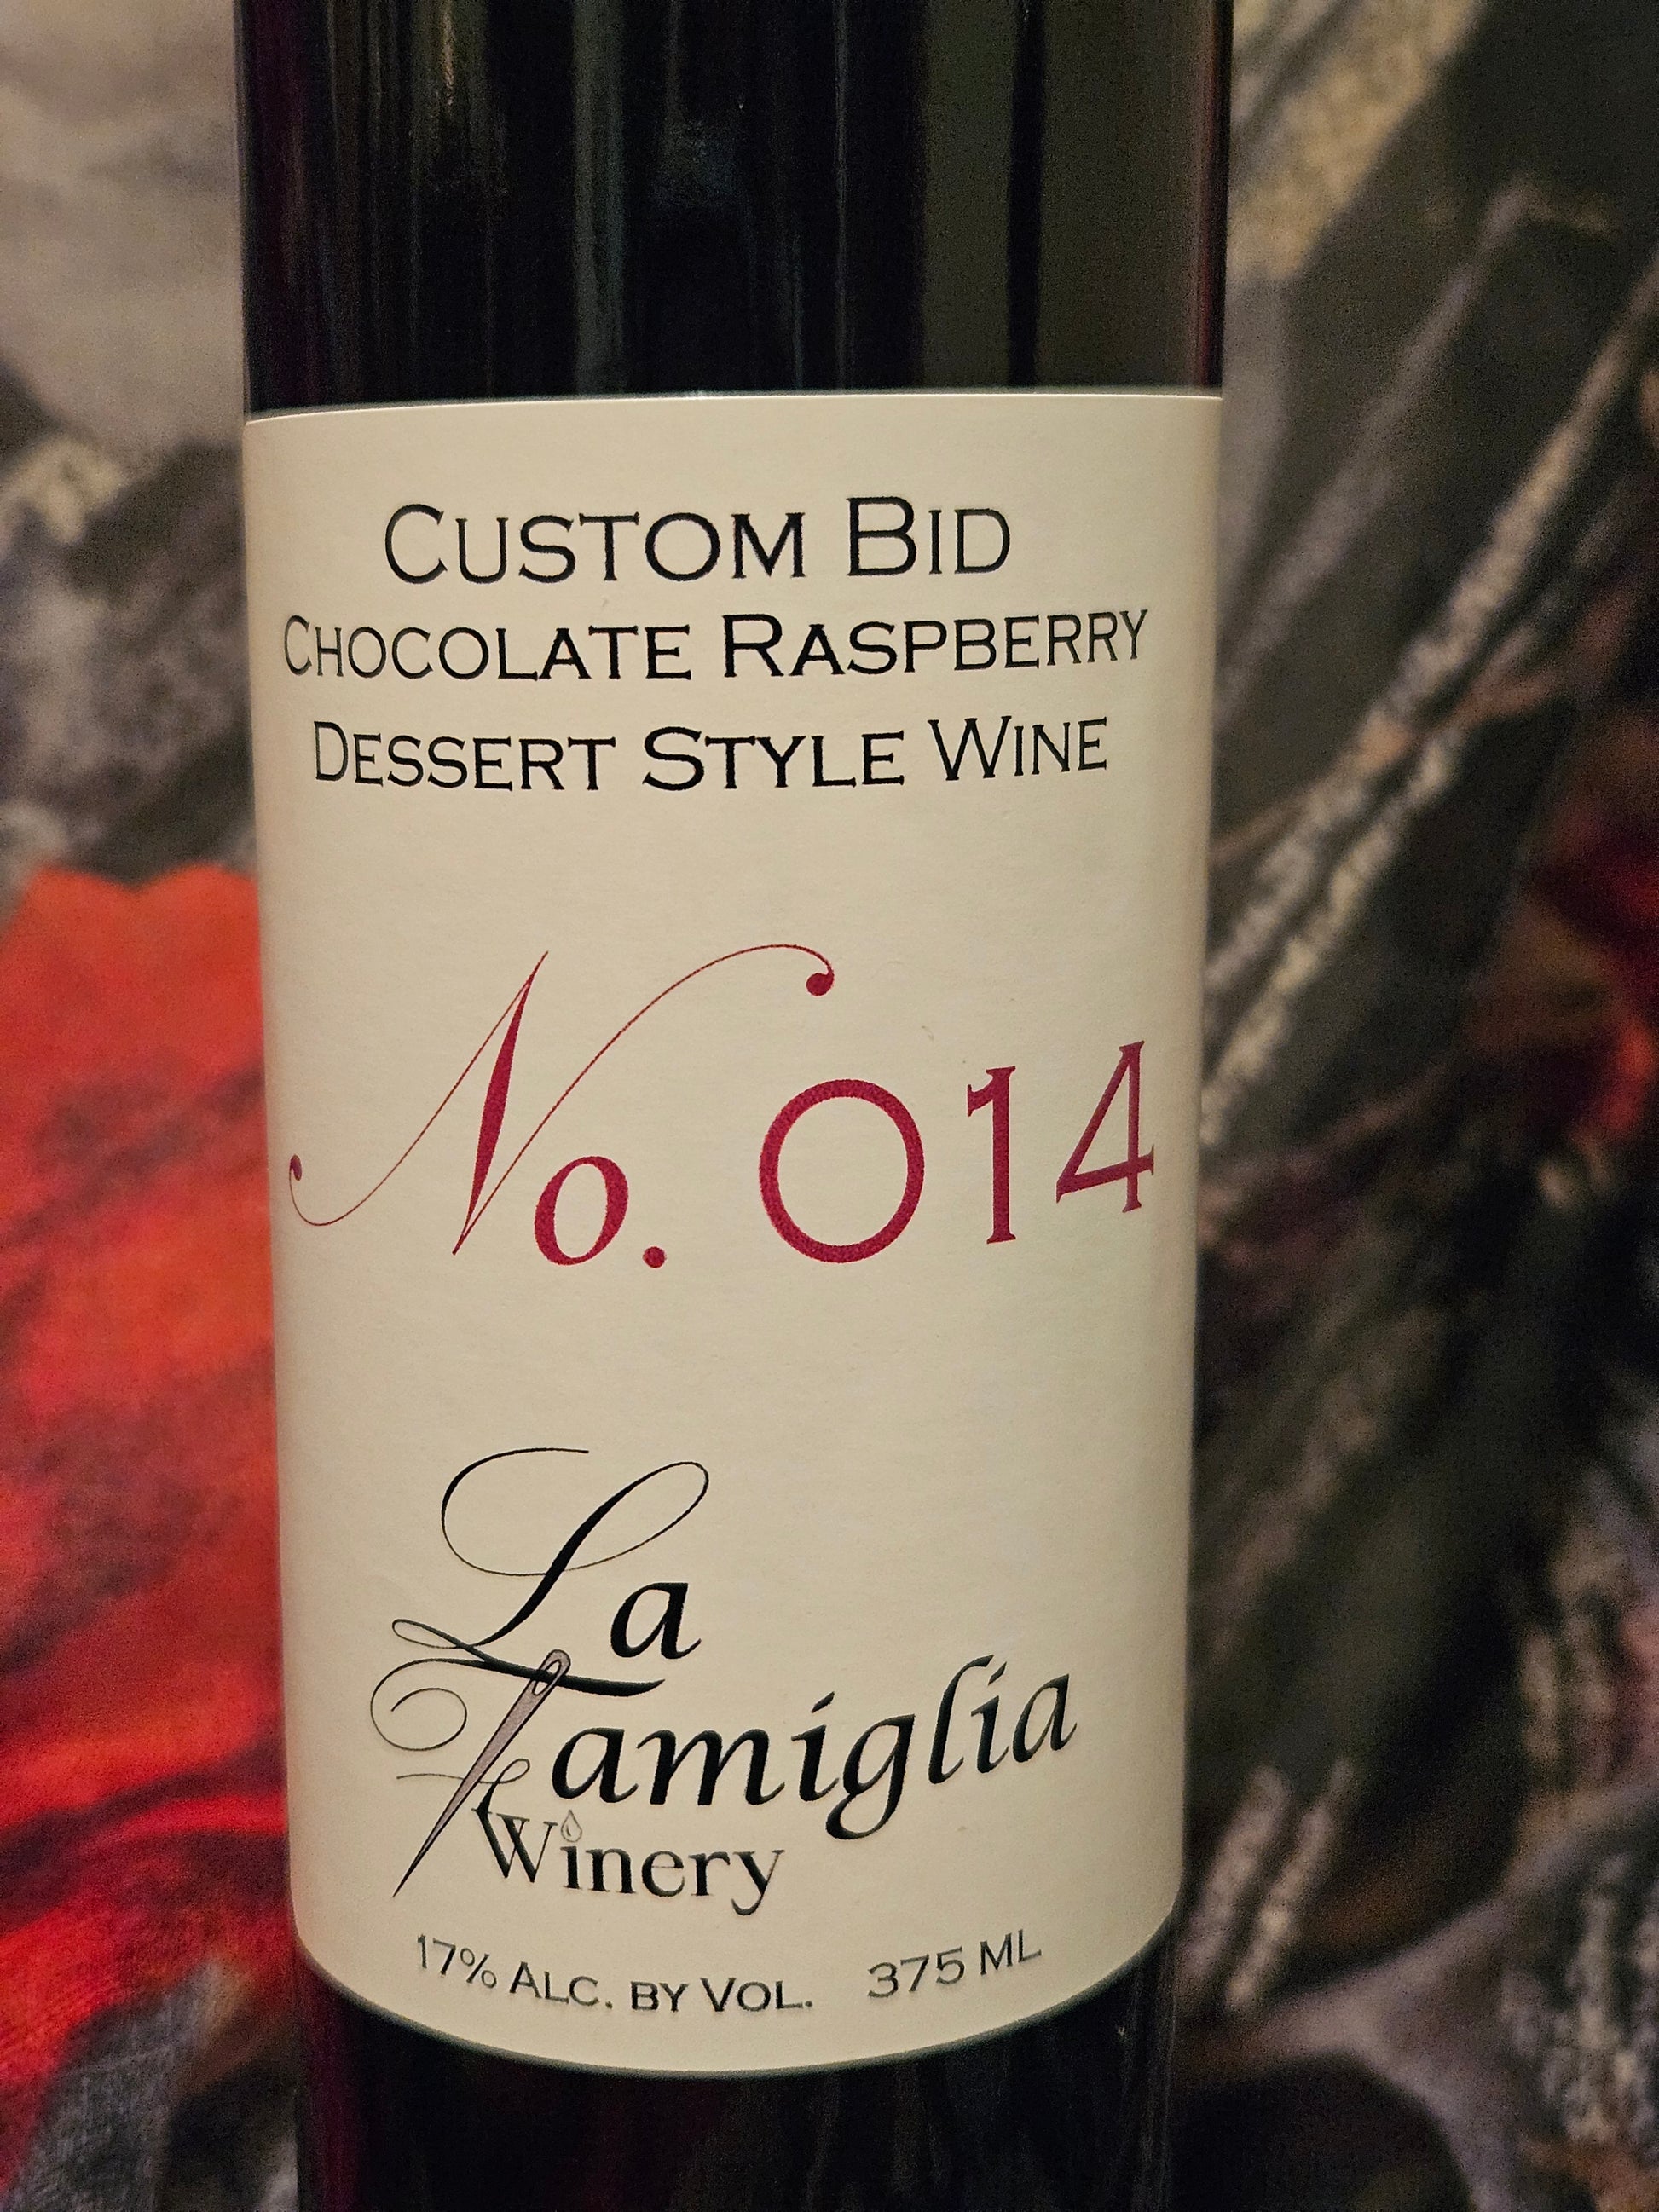 Custom Bid
Chocolate Raspberry
Dessert Style Wine
No. 014
La
Famiglia
Winery
17% Alc. by Vol. 375 ML